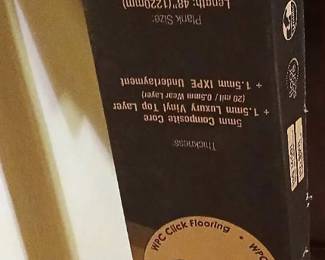 WPC Click Flooring • WPC
Thickness:
5mm Composite Core
+ 1.5mm Luxury Vinyl Top Layer
(20 mil / 0.5mm Wear Layer)
+ 1.5mm IXPE Underlayment
Plank Size:
Length: 48"(1220mm)